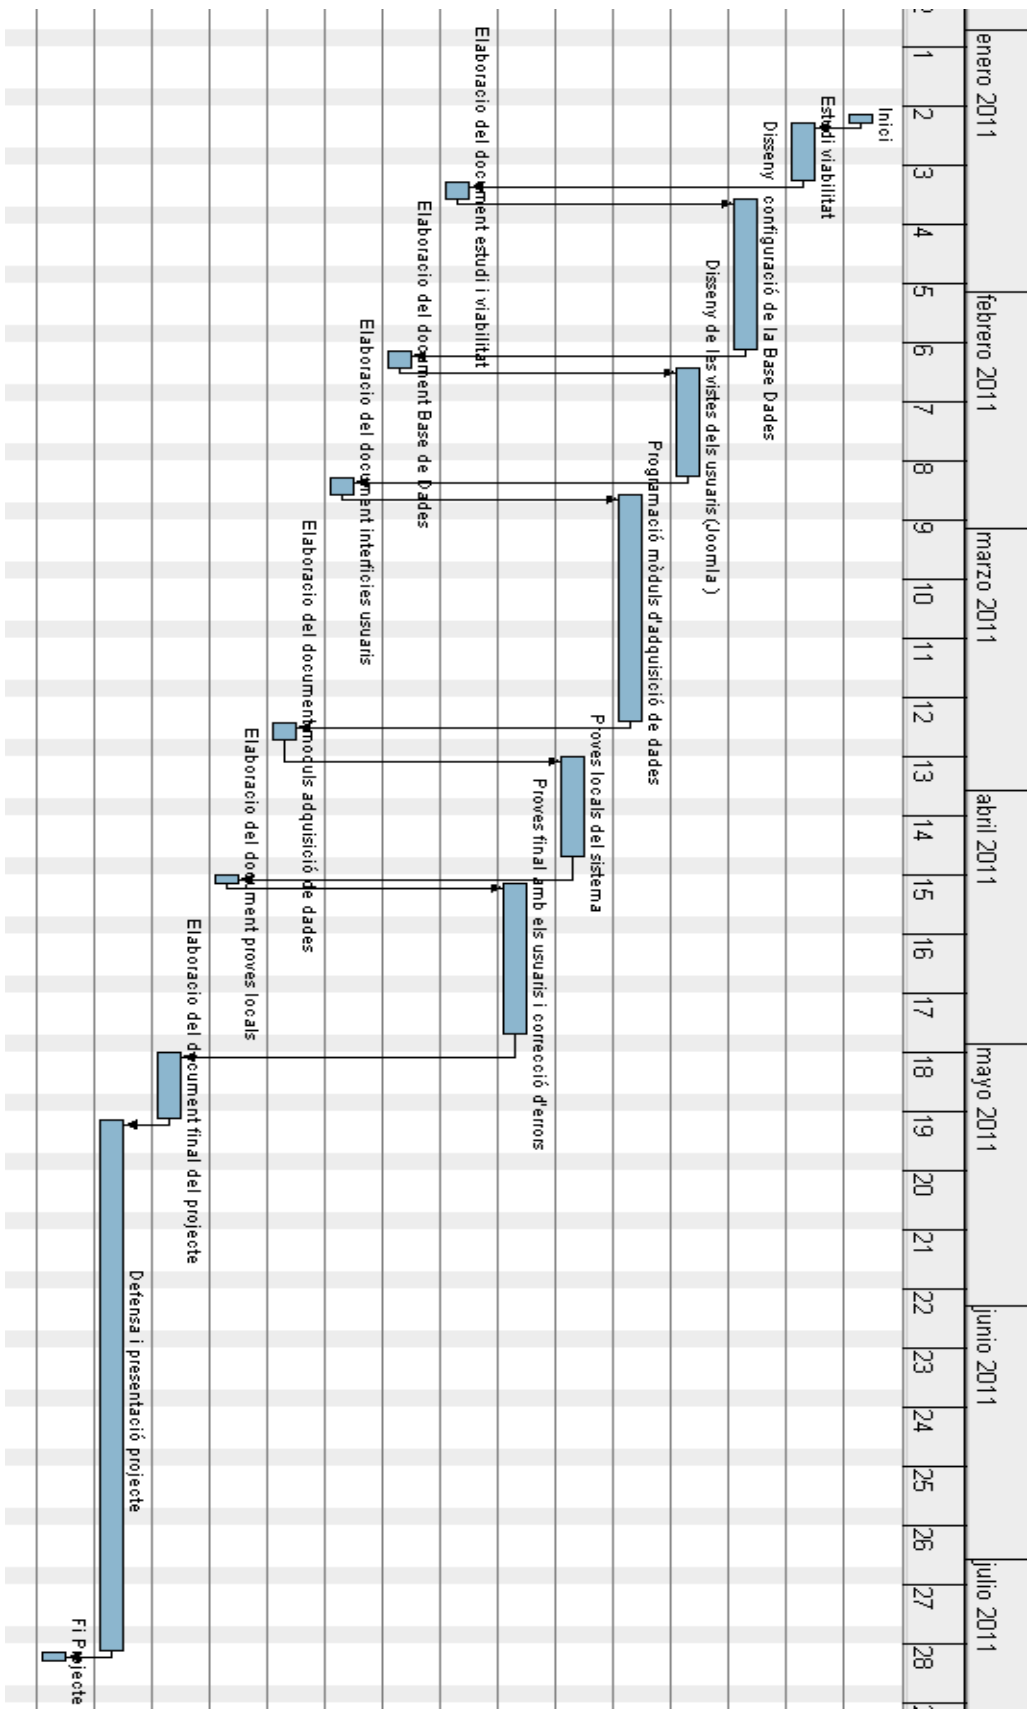 enero 2011
febrero 2011
marzo 2011
abril 2011
mayo 2011
junio 2011
julio 2011
1
2
3
4
5
6
7
8
9
10
11
12
13
14
15
16
17
18
19
20
21
22
23
24
25
26
27
28
Inici
Estudi viabilitat
Disseny configuració de la Base Dades
Disseny de les vistes dels usuaris (Joomla )
Programació mòduls d'adquisició de dades
Proves locals del sistema
Proves final amb els usuaris i correcció d'errors
Elaboracio del document estudi i viabilitat
Elaboracio del document Base de Dades
Elaboracio del document interficies usuaris
Elaboracio del document moculs adquisició de dades
Elaboracio del document proves locals
Elaboracio del document final del projecte
Defensa i presentació projecte
Fi Projecte